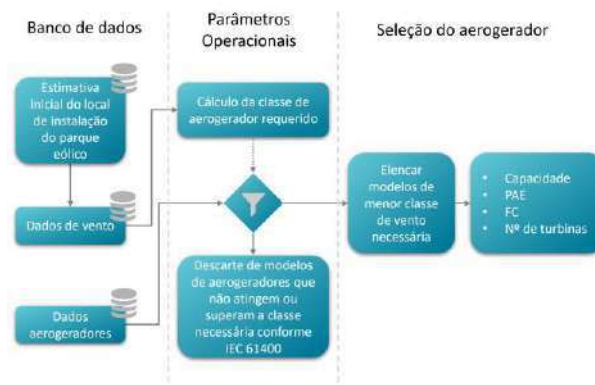 Banco de dados
Parâmetros
Operacionais
Seleção do aerogerador
Estimativa
inicial do local
de instalação
do parque
eólico
Dados de vento
Dados
aerogeradores
Cálculo da classe de
aerogerador requerido
Descarte de modelos
de aerogeradores que
não atingem ou
superam a classe
necessária conforme
IEC 61400
Elencar
modelos de
menor classe
de vento
necessária
• Capacidade
• PAE
• FC
• Nº de turbinas